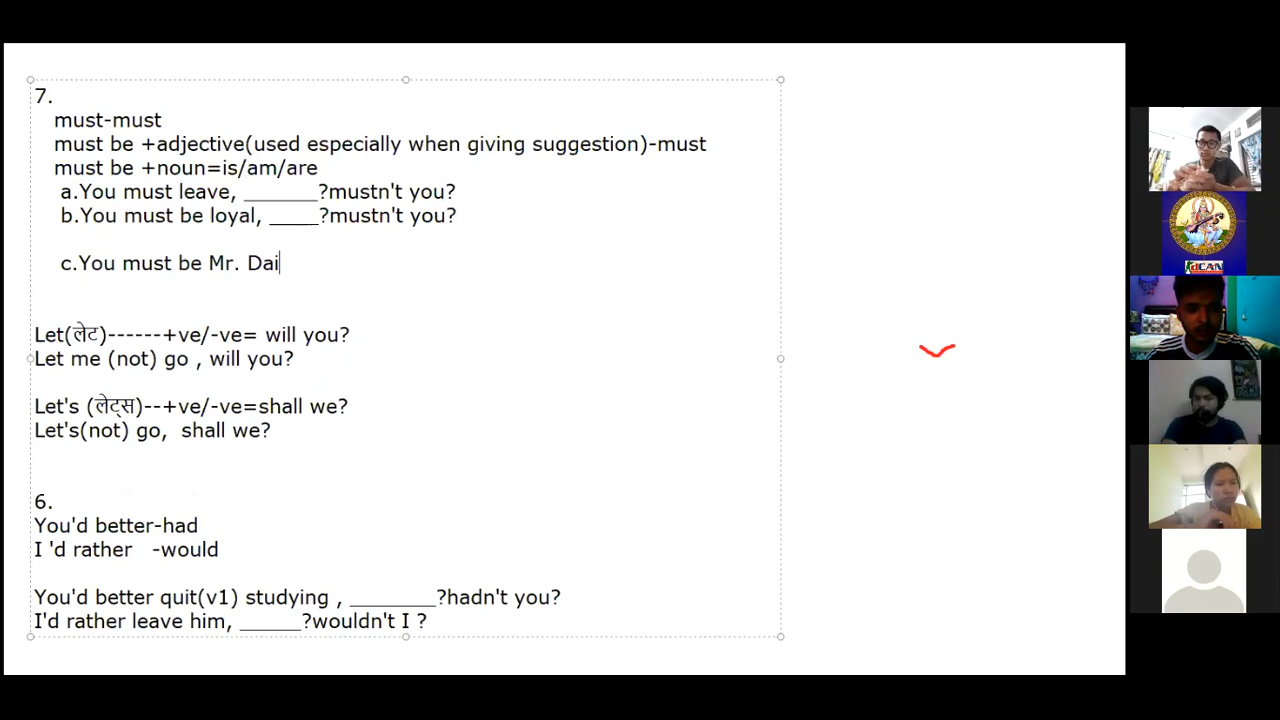 7.
must-must
must be +adjective(used especially when giving suggestion)-must
must be +noun=is/am/are
a.You must leave, _______?mustn't you?
b.You must be loyal, _____?mustn't you?
c.You must be Mr. Dai
Let(लेट)------+ve/-ve= will you?
Let me (not) go , will you?
Let's (लेट्स)--+ve/-ve=shall we?
Let's(not) go,  shall we?
6.
You'd better-had
I 'd rather   -would
You'd better quit(v1) studying , ________?hadn't you?
I'd rather leave him, ______?wouldn't I ?